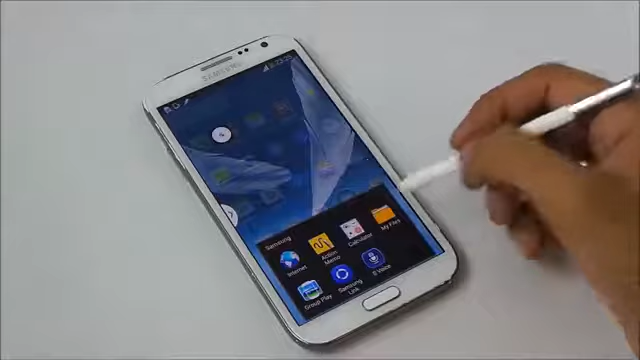 SAMSUNG
Samsung
Internet
Action
Memo
Calculator
My Files
Group Play
Samsung
Link
S Voice